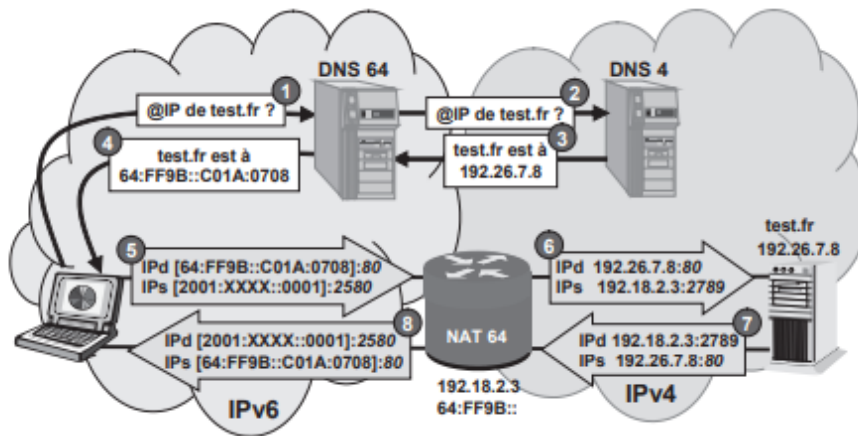 DNS 64
DNS 4
1
@IP de test.fr ?
2
@IP de test.fr ?
3
test.fr est à
192.26.7.8
4
test.fr est à
64:FF9B::C01A:0708
5
IPd [64:FF9B::C01A:0708]:80
IPs [2001:XXXX::0001]:2580
6
IPd 192.26.7.8:80
IPs 192.18.2.3:2789
test.fr
192.26.7.8
8
IPd [2001:XXXX::0001]:2580
IPs [64:FF9B::C01A:0708]:80
NAT 64
7
IPd 192.18.2.3:2789
IPs 192.26.7.8:80
192.18.2.3
64:FF9B::
IPv6
IPv4